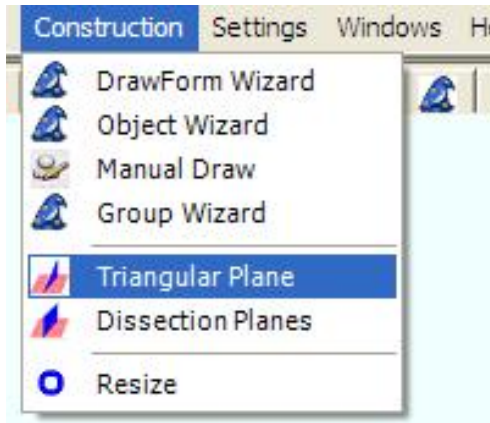 Construction Settings Windows
DrawForm Wizard
Object Wizard
Manual Draw
Group Wizard
Triangular Plane
Dissection Planes
Resize